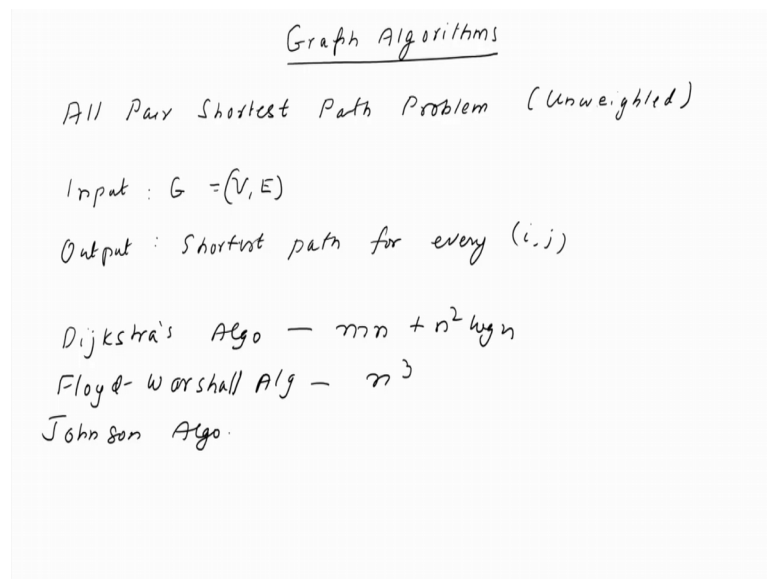 Graph Algorithms
All Pair Shortest Path Problem (Unweighted)
Input : G = (V, E)
Output : Shortest path for every (i, j)
Dijkstra's Algo – mn + n² log n
Floyd-Warshall Alg – n³
Johnson Algo.